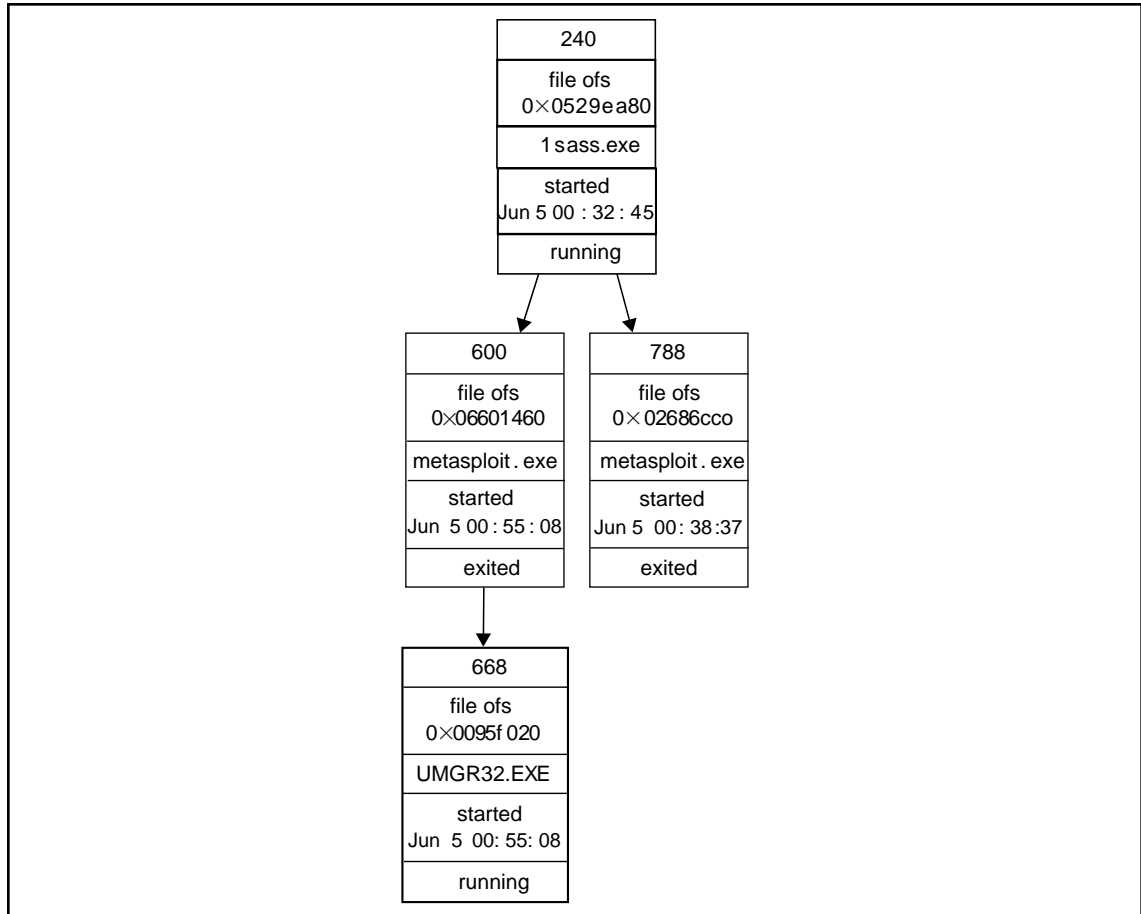 240
file ofs
0×0529ea80
1sass.exe
started
Jun 5 00 : 32 : 45
running
600
file ofs
0×06601460
metasploit . exe
started
Jun 5 00 : 55 : 08
exited
788
file ofs
0× 02686cco
metasploit . exe
started
Jun 5 00: 38:37
exited
668
file ofs
0×0095f 020
UMGR32.EXE
started
Jun 5 00: 55: 08
running